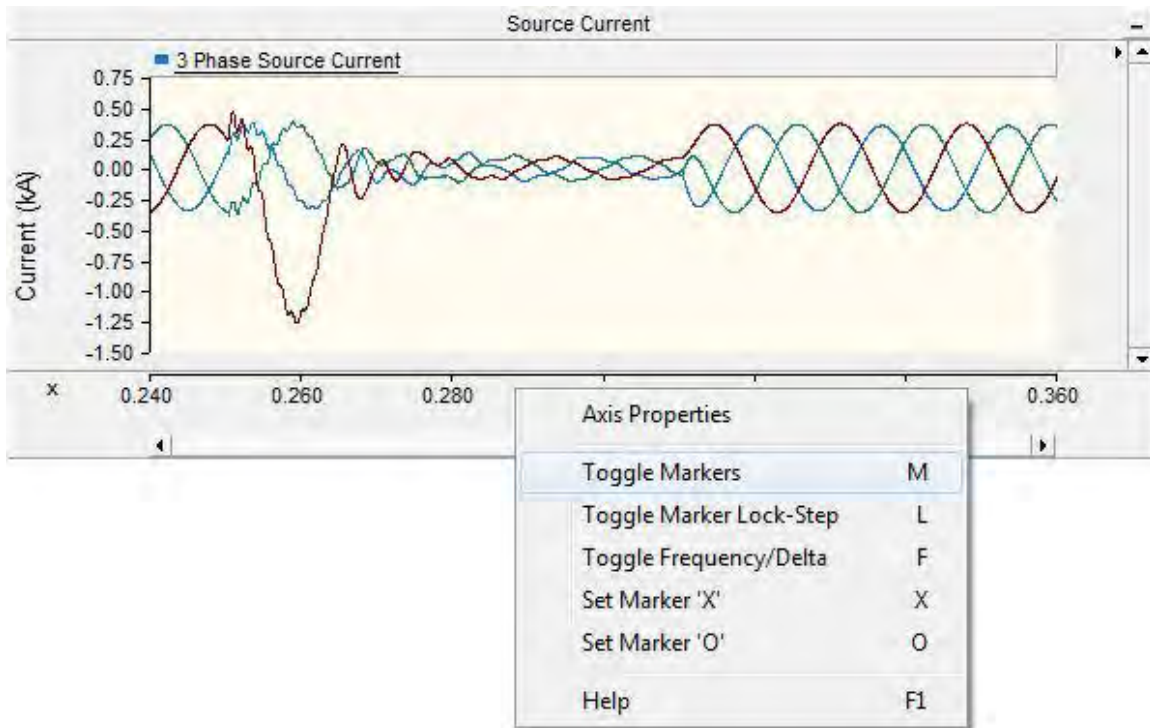 Source Current
3 Phase Source Current
0.75
0.50
0.25
0.00
-0.25
-0.50
-0.75
-1.00
-1.25
-1.50
Current (kA)
x 0.240 0.260 0.280 0.360
Axis Properties
Toggle Markers M
Toggle Marker Lock-Step L
Toggle Frequency/Delta F
Set Marker 'X' X
Set Marker 'O' O
Help F1